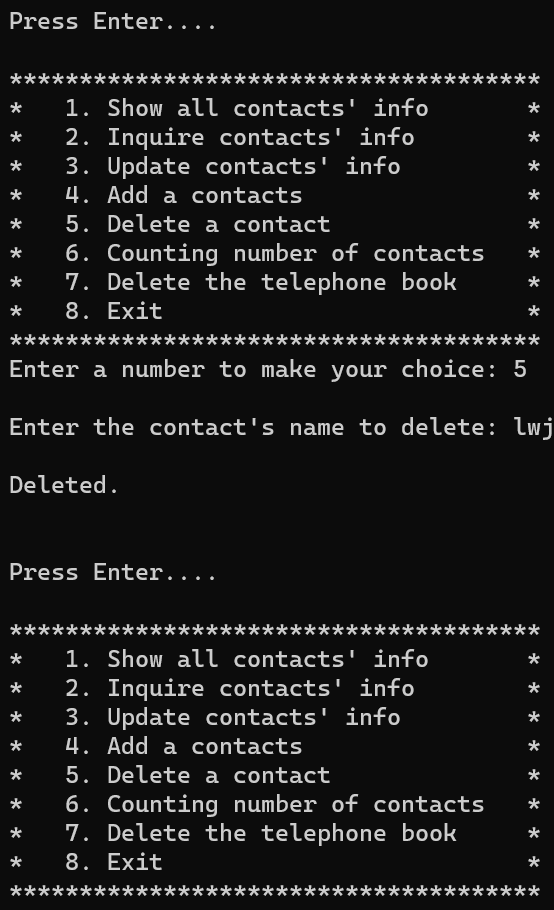 Press Enter....
**************************************
*   1. Show all contacts' info       *
*   2. Inquire contacts' info        *
*   3. Update contacts' info         *
*   4. Add a contacts                *
*   5. Delete a contact              *
*   6. Counting number of contacts   *
*   7. Delete the telephone book     *
*   8. Exit                          *
**************************************
Enter a number to make your choice: 5
Enter the contact's name to delete: lwj
Deleted.
Press Enter....
**************************************
*   1. Show all contacts' info       *
*   2. Inquire contacts' info        *
*   3. Update contacts' info         *
*   4. Add a contacts                *
*   5. Delete a contact              *
*   6. Counting number of contacts   *
*   7. Delete the telephone book     *
*   8. Exit                          *
**************************************